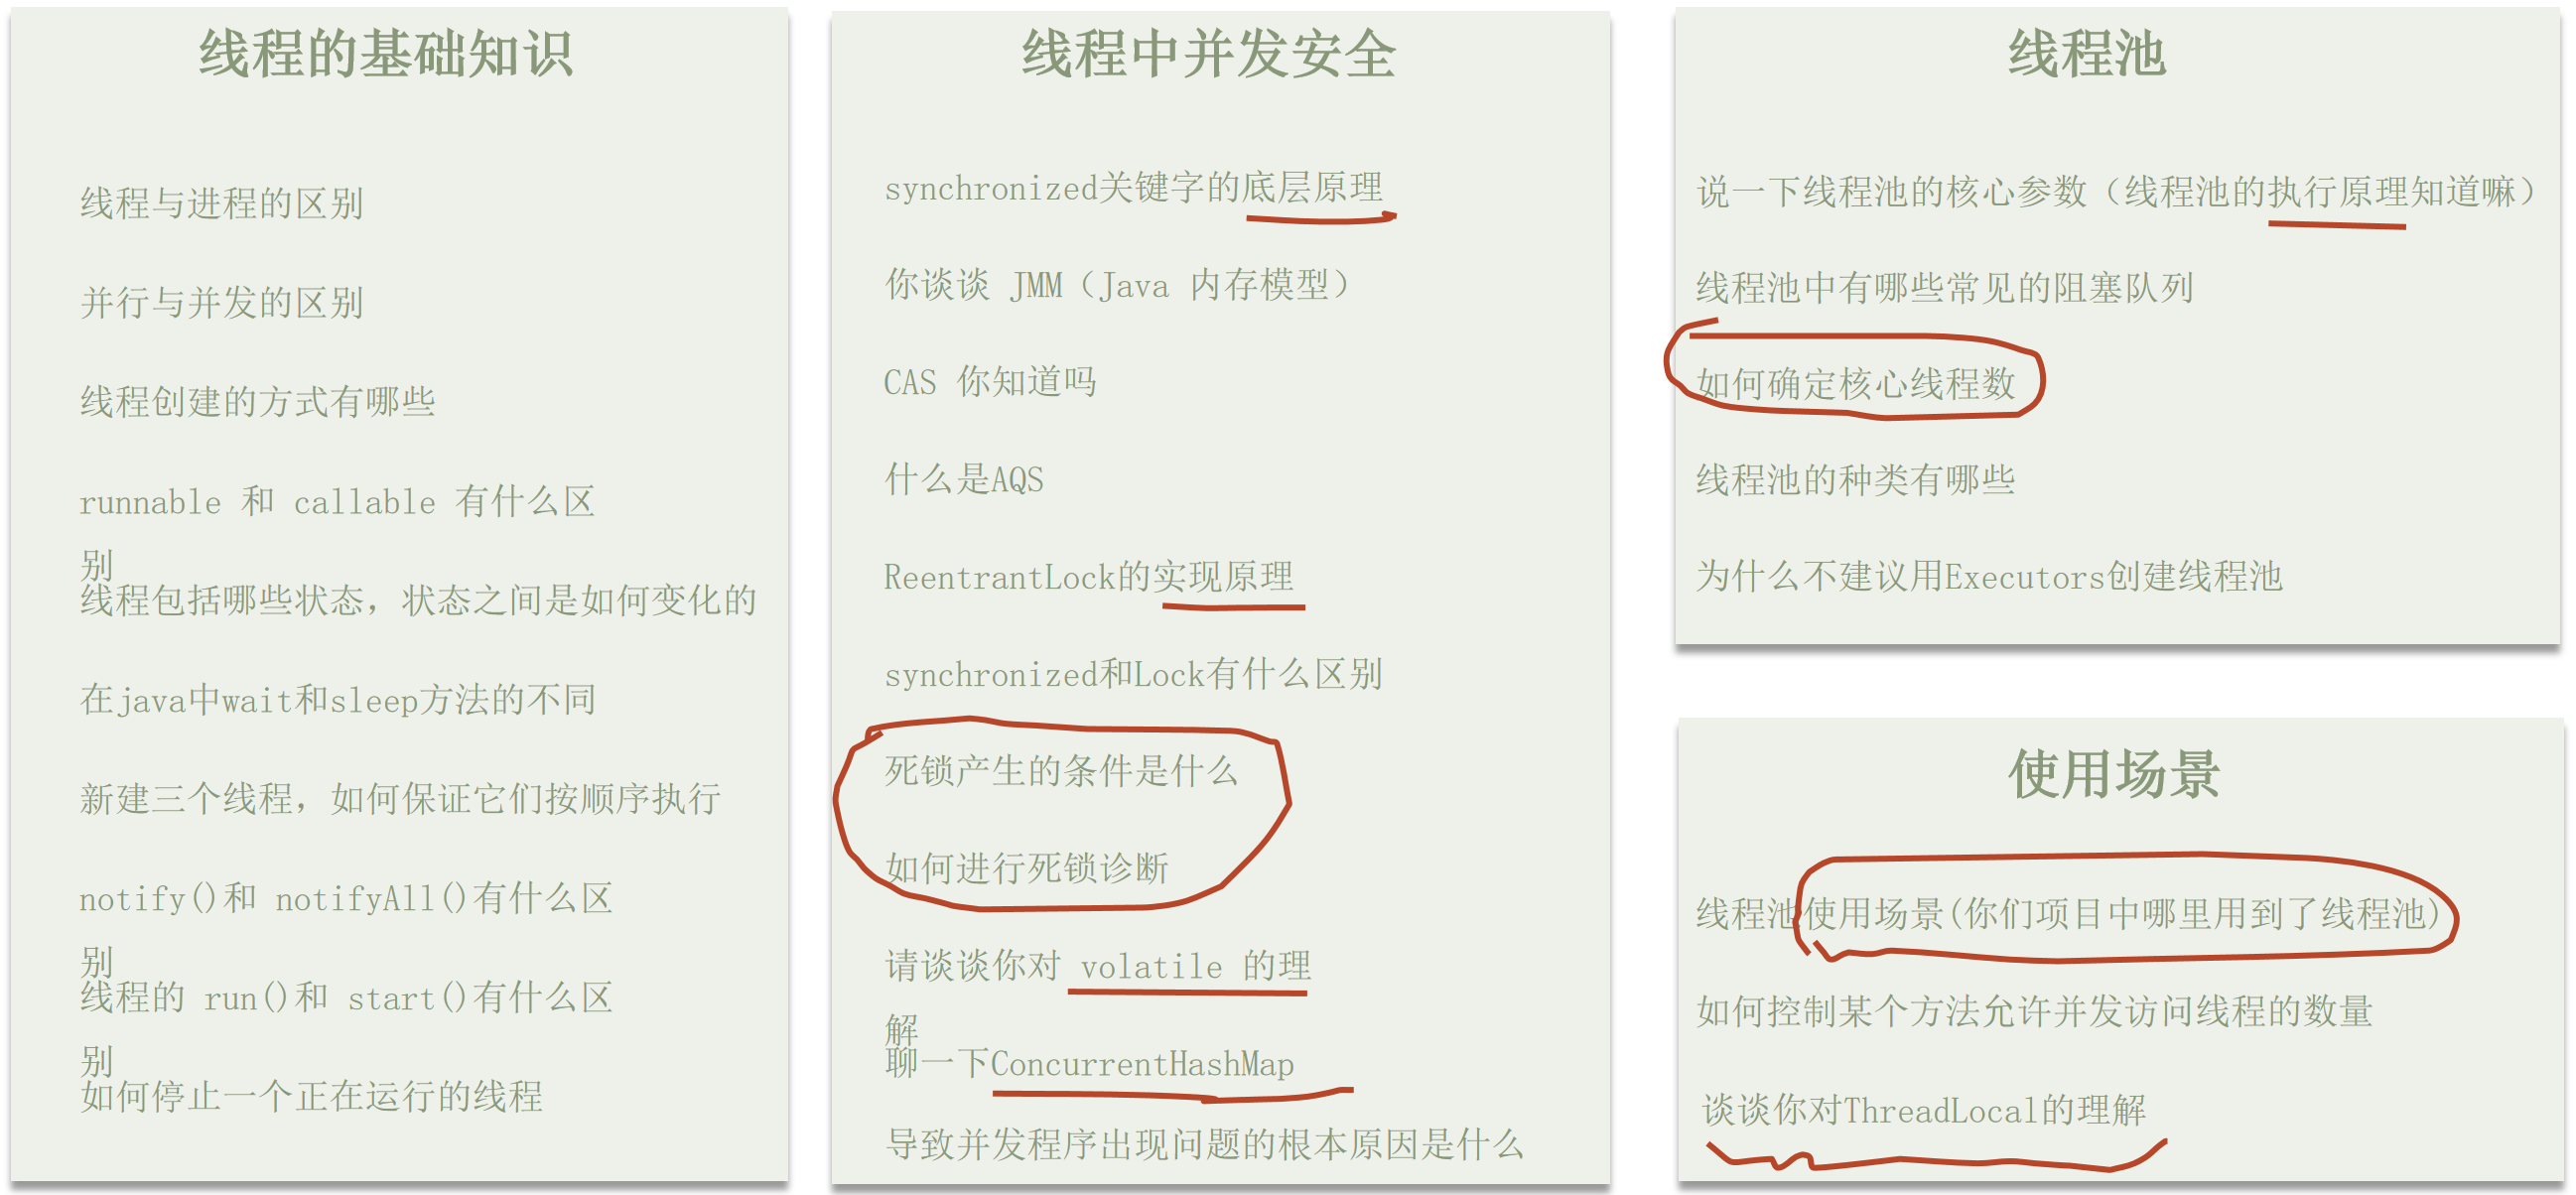 线程的基础知识
线程与进程的区别
并行与并发的区别
线程创建的方式有哪些
runnable 和 callable 有什么区
别
线程包括哪些状态，状态之间是如何变化的
在java中wait和sleep方法的不同
新建三个线程，如何保证它们按顺序执行
notify()和 notifyAll()有什么区
别
线程的 run()和 start()有什么区
别
如何停止一个正在运行的线程
线程中并发安全
synchronized关键字的底层原理
你谈谈 JMM（Java 内存模型）
CAS 你知道吗
什么是AQS
ReentrantLock的实现原理
synchronized和Lock有什么区别
死锁产生的条件是什么
如何进行死锁诊断
请谈谈你对 volatile 的理
解
聊一下ConcurrentHashMap
导致并发程序出现问题的根本原因是什么
线程池
说一下线程池的核心参数（线程池的执行原理知道嘛）
线程池中有哪些常见的阻塞队列
如何确定核心线程数
线程池的种类有哪些
为什么不建议用Executors创建线程池
使用场景
线程池使用场景(你们项目中哪里用到了线程池)
如何控制某个方法允许并发访问线程的数量
谈谈你对ThreadLocal的理解